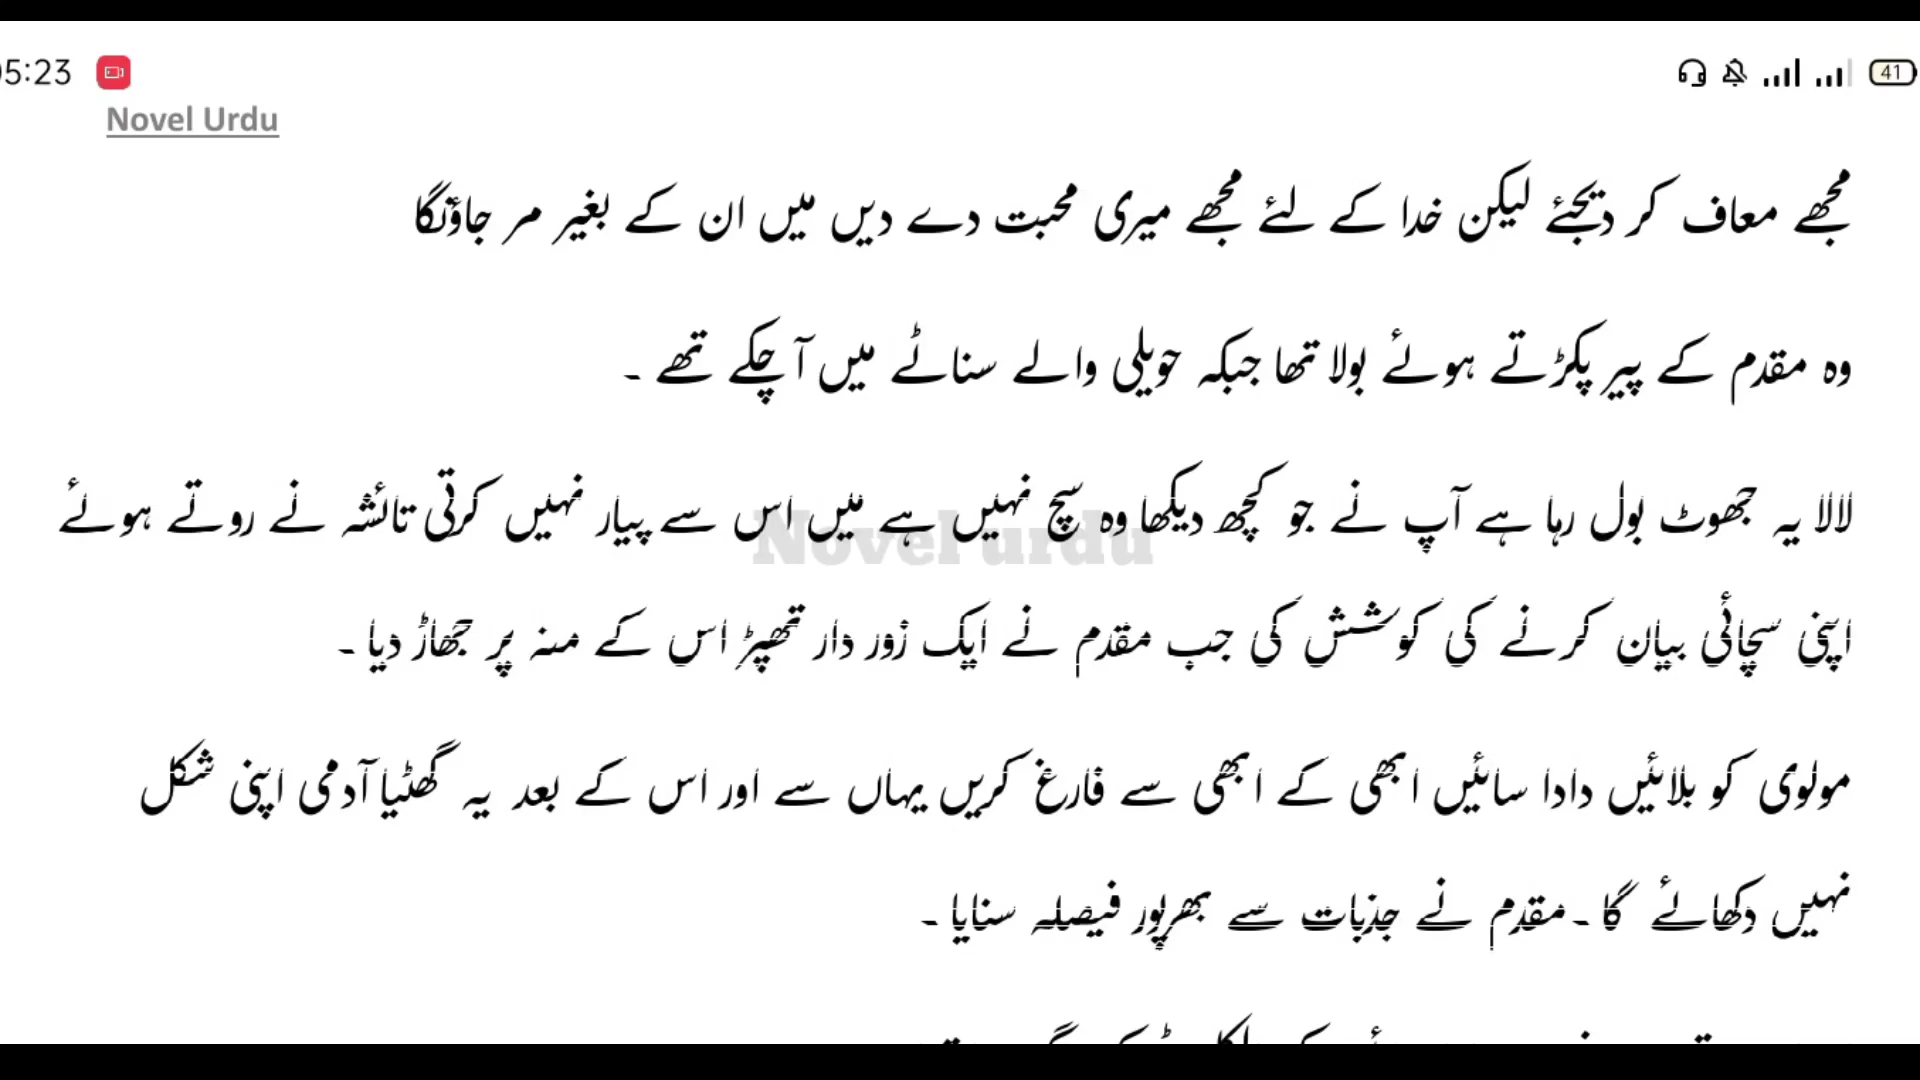 05:23
41
Novel Urdu
مجھے معاف کر دیجئے لیکن خدا کے لئے مجھے میری محبت دے دیں میں ان کے بغیر مر جاؤنگا
وہ مقدم کے پیر پکڑتے ہوئے بولا تھا جبکہ حویلی والے سناٹے میں آ چکے تھے ۔
لالا یہ جھوٹ بول رہا ہے آپ نے جو کچھ دیکھا وہ سچ نہیں ہے میں اس سے پیار نہیں کرتی تائشہ نے روتے ہوئے
Novel urdu
اپنی سچائی بیان کرنے کی کوشش کی جب مقدم نے ایک زور دار تھپڑ اس کے منہ پر جھاڑ دیا ۔
مولوی کو بلائیں دادا سائیں ابھی کے ابھی سے فارغ کریں یہاں سے اور اس کے بعد یہ گھٹیا آدمی اپنی شکل
نہیں دکھائے گا ۔مقدم نے جذبات سے بھرپور فیصلہ سنایا ۔